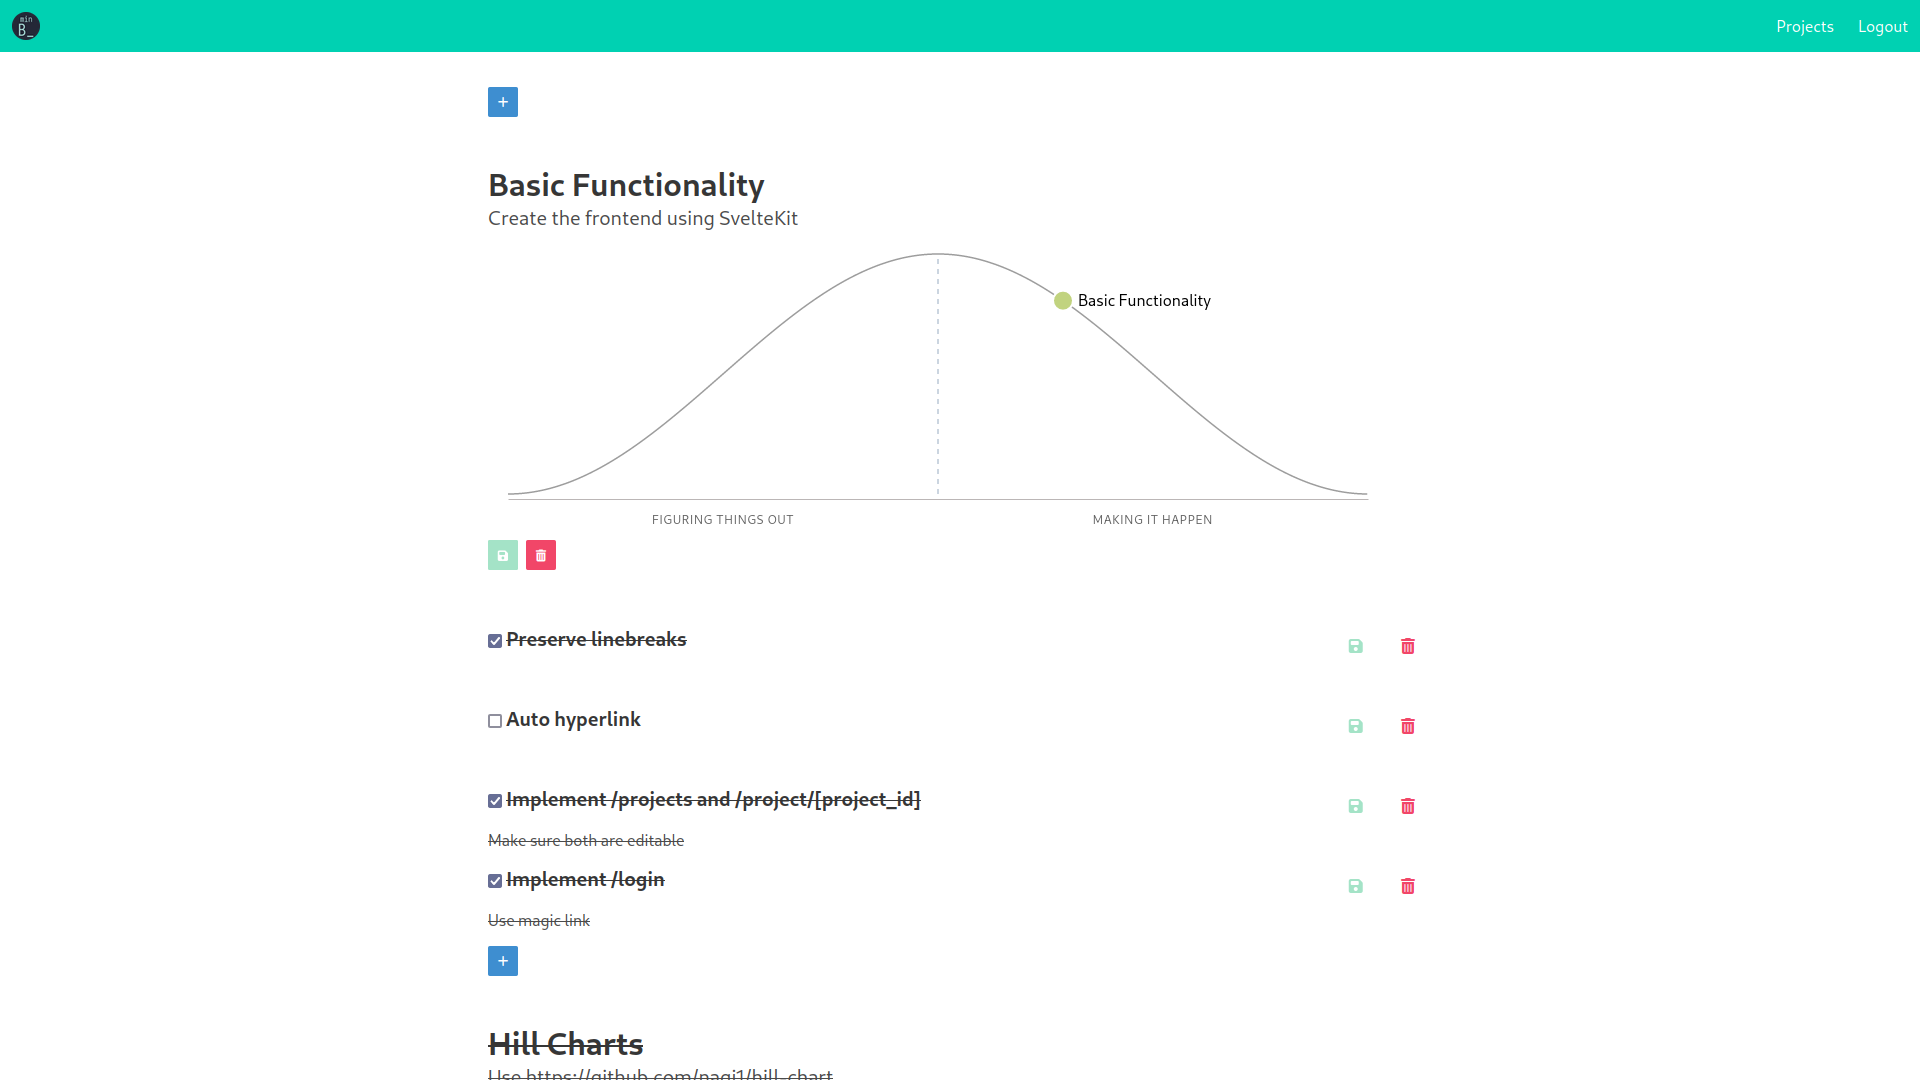 min
B_
Projects
Logout
+
Basic Functionality
Create the frontend using SvelteKit
Basic Functionality
FIGURING THINGS OUT
MAKING IT HAPPEN
Preserve linebreaks
Auto hyperlink
Implement /projects and /project/[project_id]
Make sure both are editable
Implement /login
Use magic link
+
Hill Charts
Use https://github.com/nagi1/hill-chart